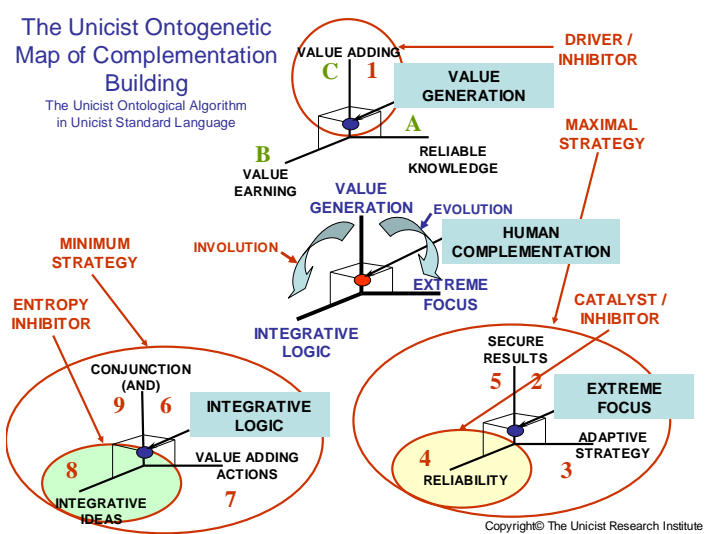 The Unicist Ontogenetic
Map of Complementation
Building
The Unicist Ontological Algorithm
in Unicist Standard Language
VALUE ADDING
C
1
DRIVER /
INHIBITOR
VALUE
GENERATION
A
B
RELIABLE
KNOWLEDGE
VALUE
EARNING
MAXIMAL
STRATEGY
VALUE
GENERATION
EVOLUTION
INVOLUTION
HUMAN
COMPLEMENTATION
EXTREME
FOCUS
INTEGRATIVE
LOGIC
MINIMUM
STRATEGY
ENTROPY
INHIBITOR
CATALYST /
INHIBITOR
CONJUNCTION
(AND)
9
6
INTEGRATIVE
LOGIC
8
VALUE ADDING
ACTIONS
7
INTEGRATIVE
IDEAS
SECURE
RESULTS
5
2
EXTREME
FOCUS
ADAPTIVE
STRATEGY
3
4
RELIABILITY
Copyright© The Unicist Research Institute